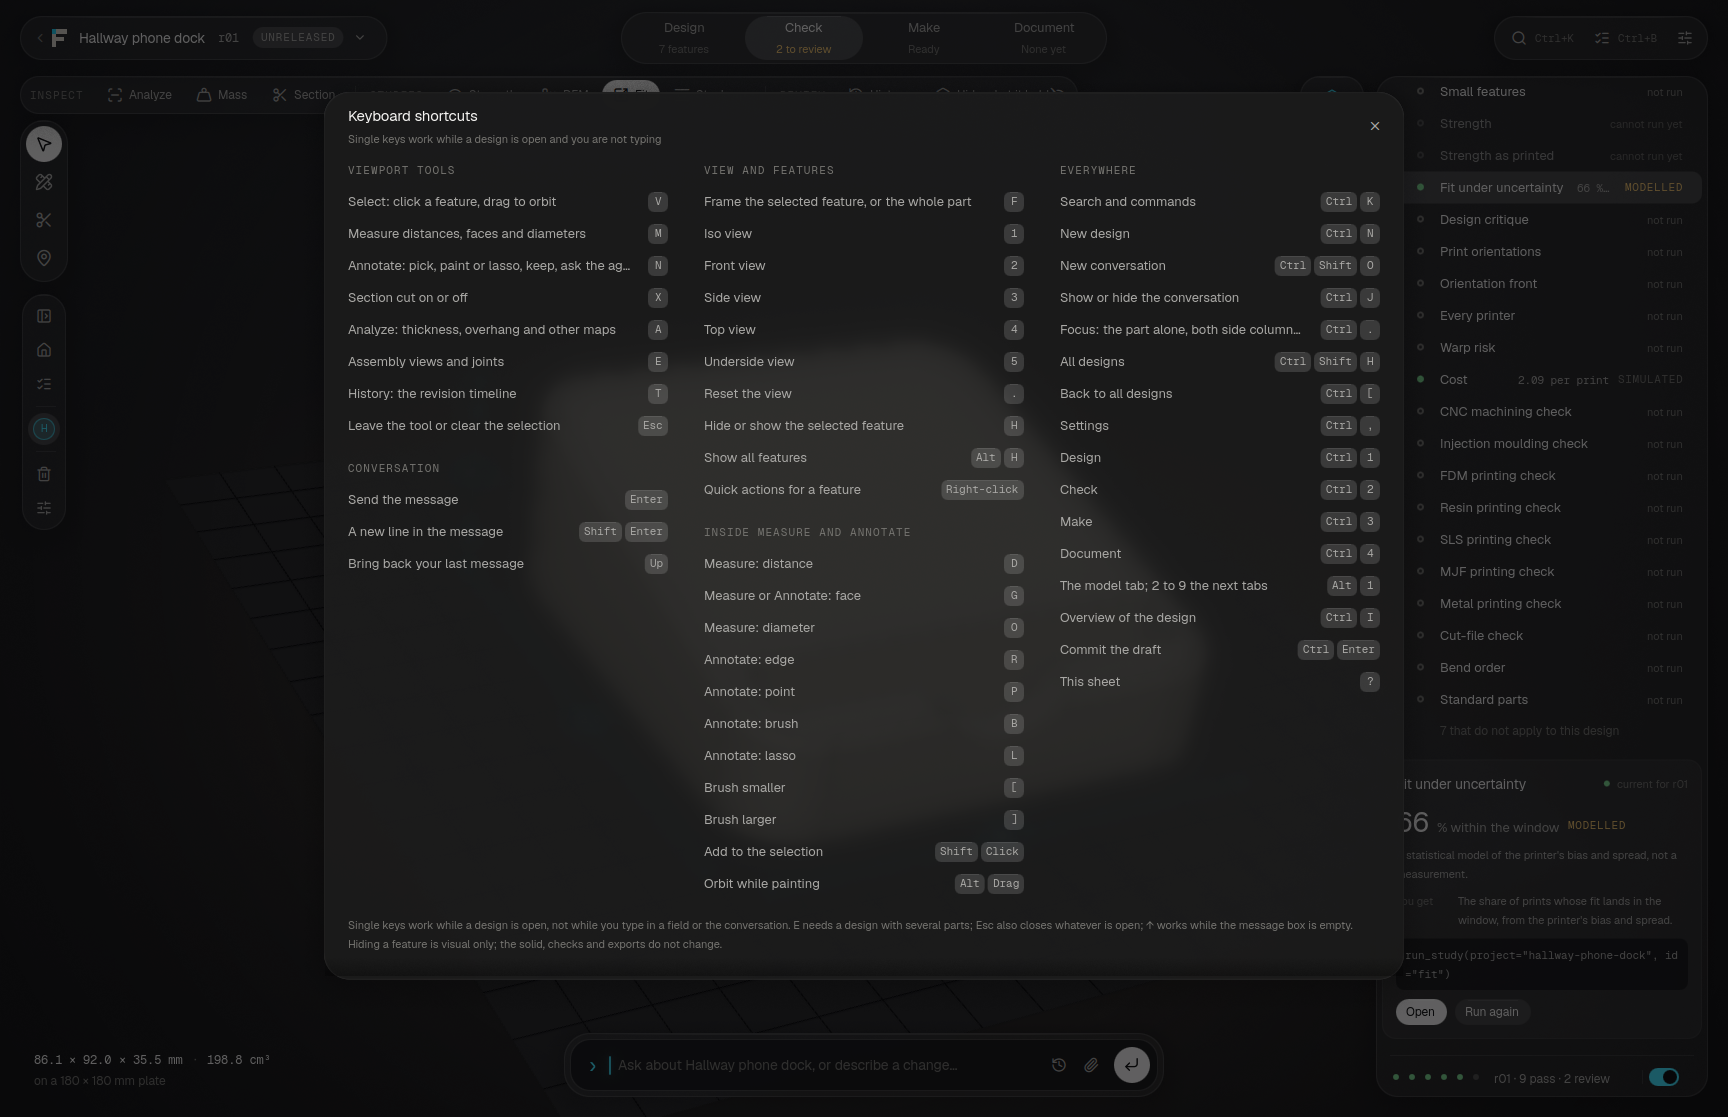 Hallway phone dock r01 UNRELEASED
Design
7 features
Check
2 to review
Make
Ready
Document
None yet
Ctrl+K Ctrl+B
INSPECT Analyze Mass Section
Keyboard shortcuts
Single keys work while a design is open and you are not typing
VIEWPORT TOOLS
Select: click a feature, drag to orbit V
Measure distances, faces and diameters M
Annotate: pick, paint or lasso, keep, ask the ag… N
Section cut on or off X
Analyze: thickness, overhang and other maps A
Assembly views and joints E
History: the revision timeline T
Leave the tool or clear the selection Esc
CONVERSATION
Send the message Enter
A new line in the message Shift Enter
Bring back your last message Up
VIEW AND FEATURES
Frame the selected feature, or the whole part F
Iso view 1
Front view 2
Side view 3
Top view 4
Underside view 5
Reset the view .
Hide or show the selected feature H
Show all features Alt H
Quick actions for a feature Right-click
INSIDE MEASURE AND ANNOTATE
Measure: distance D
Measure or Annotate: face G
Measure: diameter O
Annotate: edge R
Annotate: point P
Annotate: brush B
Annotate: lasso L
Brush smaller [
Brush larger ]
Add to the selection Shift Click
Orbit while painting Alt Drag
EVERYWHERE
Search and commands Ctrl K
New design Ctrl N
New conversation Ctrl Shift O
Show or hide the conversation Ctrl J
Focus: the part alone, both side column… Ctrl .
All designs Ctrl Shift H
Back to all designs Ctrl [
Settings Ctrl ,
Design Ctrl 1
Check Ctrl 2
Make Ctrl 3
Document Ctrl 4
The model tab; 2 to 9 the next tabs Alt 1
Overview of the design Ctrl I
Commit the draft Ctrl Enter
This sheet ?
Single keys work while a design is open, not while you type in a field or the conversation. E needs a design with several parts; Esc also closes whatever is open; ↑ works while the message box is empty.
Hiding a feature is visual only; the solid, checks and exports do not change.
H
Small features not run
Strength cannot run yet
Strength as printed cannot run yet
Fit under uncertainty 66 %… MODELLED
Design critique not run
Print orientations not run
Orientation front not run
Every printer not run
Warp risk not run
Cost 2.09 per print SIMULATED
CNC machining check not run
Injection moulding check not run
FDM printing check not run
Resin printing check not run
SLS printing check not run
MJF printing check not run
Metal printing check not run
Cut-file check not run
Bend order not run
Standard parts not run
7 that do not apply to this design
it under uncertainty current for r01
66 % within the window MODELLED
statistical model of the printer's bias and spread, not a
easurement.
ou get The share of prints whose fit lands in the
window, from the printer's bias and spread.
run_study(project="hallway-phone-dock", id
="fit")
Open Run again
r01 · 9 pass · 2 review
86.1 × 92.0 × 35.5 mm · 198.8 cm³
on a 180 × 180 mm plate
Ask about Hallway phone dock, or describe a change…